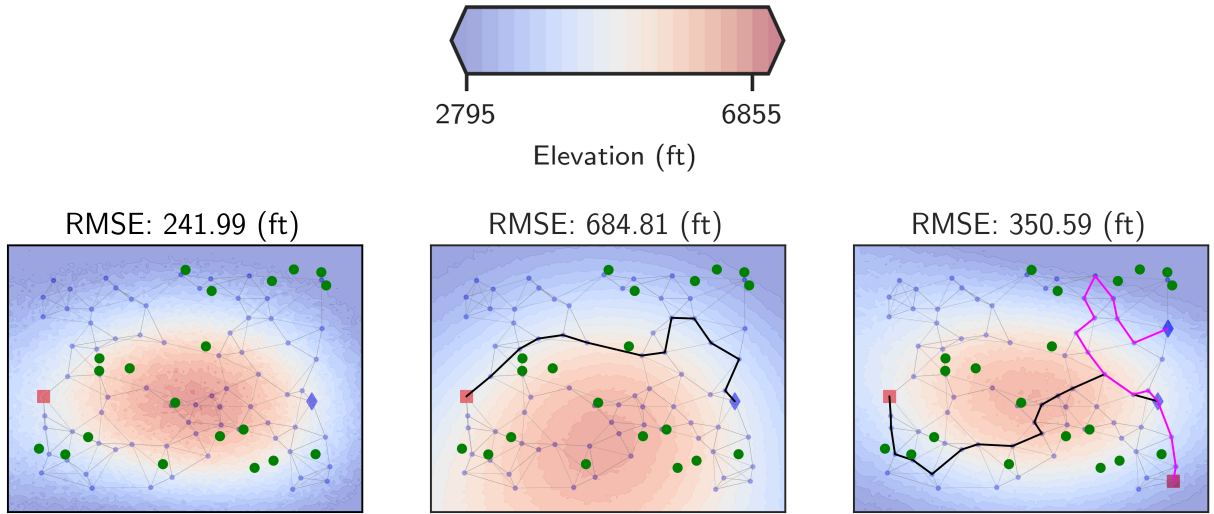 2795 6855
Elevation (ft)
RMSE: 241.99 (ft) RMSE: 684.81 (ft) RMSE: 350.59 (ft)